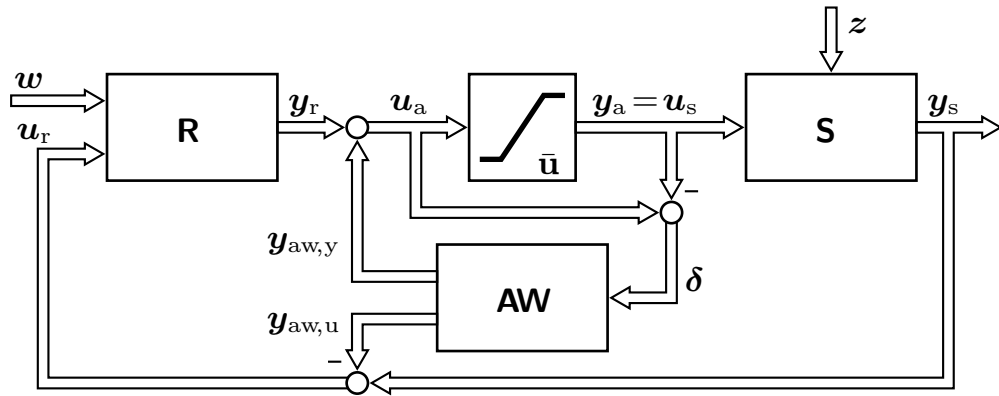 z
w
y_r
u_a
y_a = u_s
y_s
u_r
R
S
ū
−
y_aw,y
AW
δ
y_aw,u
−